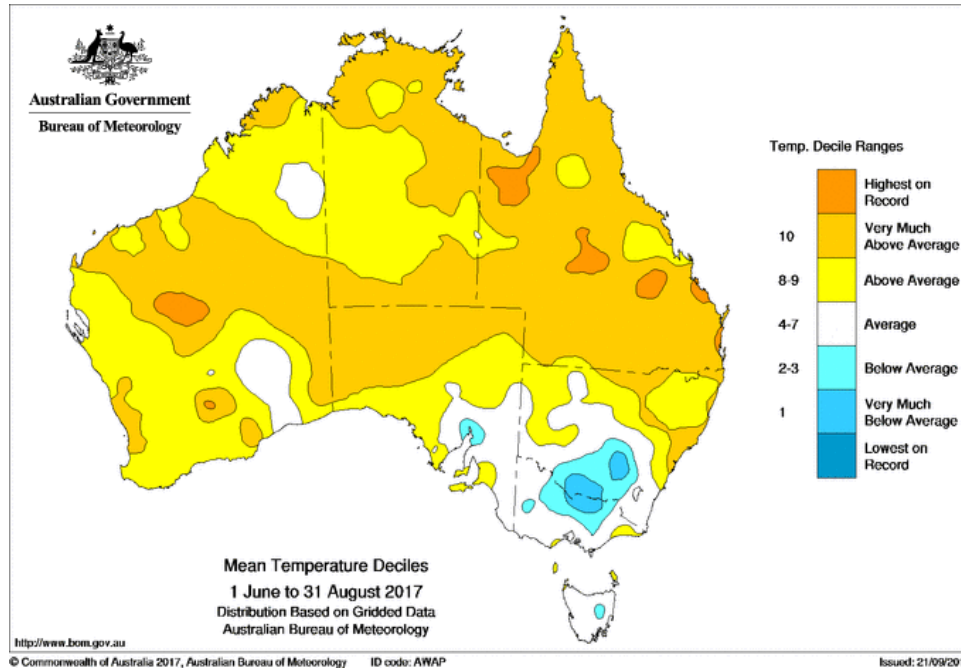 Australian Government
Bureau of Meteorology
Temp. Decile Ranges
Highest on
Record
10
Very Much
Above Average
8-9
Above Average
4-7
Average
2-3
Below Average
1
Very Much
Below Average
Lowest on
Record
Mean Temperature Deciles
1 June to 31 August 2017
Distribution Based on Gridded Data
Australian Bureau of Meteorology
http://www.bom.gov.au
© Commonwealth of Australia 2017, Australian Bureau of Meteorology ID code: AWAP Issued: 21/09/20